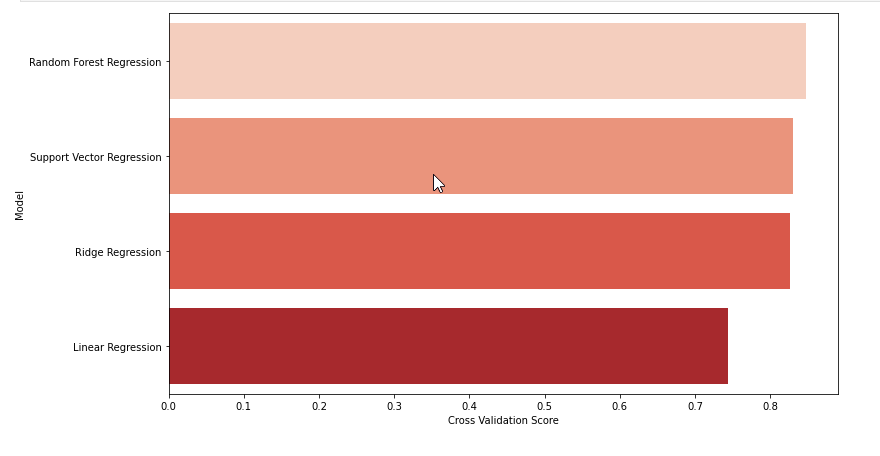 Random Forest Regression
Support Vector Regression
Model
Ridge Regression
Linear Regression
0.0 0.1 0.2 0.3 0.4 0.5 0.6 0.7 0.8
Cross Validation Score